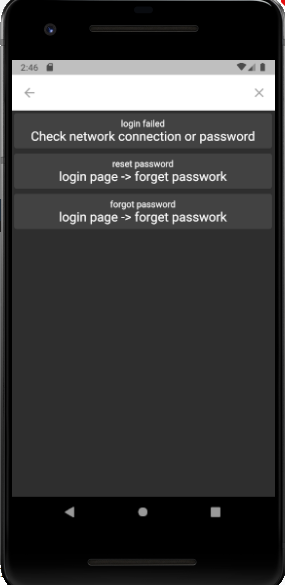 2:46
login failed
Check network connection or password
reset password
login page -> forget passwork
forgot password
login page -> forget passwork